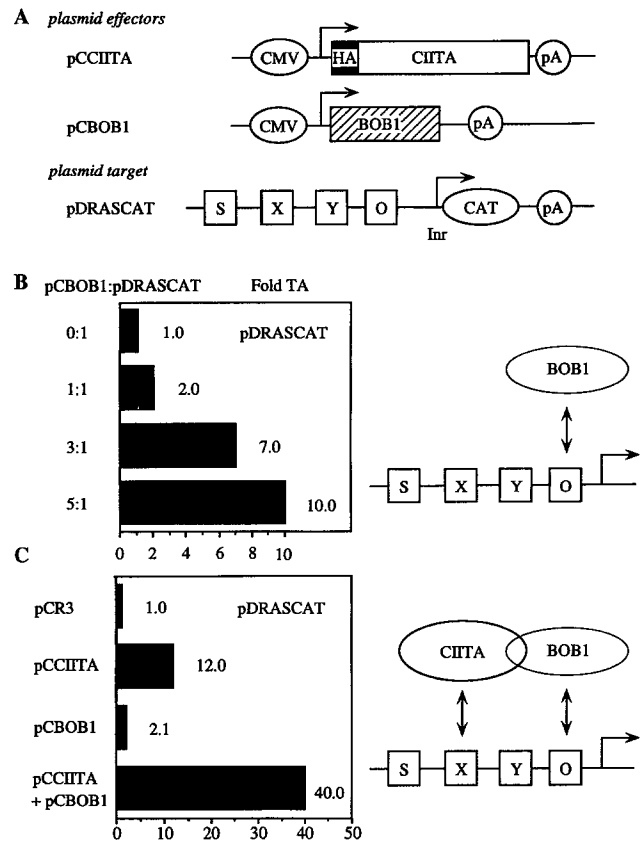 A plasmid effectors
pCCIITA CMV HA CIITA pA
pCBOB1 CMV BOB1 pA
plasmid target
pDRASCAT S X Y O Inr CAT pA
B pCBOB1:pDRASCAT Fold TA
pDRASCAT
0:1 1.0
1:1 2.0
3:1 7.0
5:1 10.0
0 2 4 6 8 10
BOB1
S X Y O
C
pDRASCAT
pCR3 1.0
pCCIITA 12.0
pCBOB1 2.1
pCCIITA
+ pCBOB1 40.0
0 10 20 30 40 50
CIITA BOB1
S X Y O